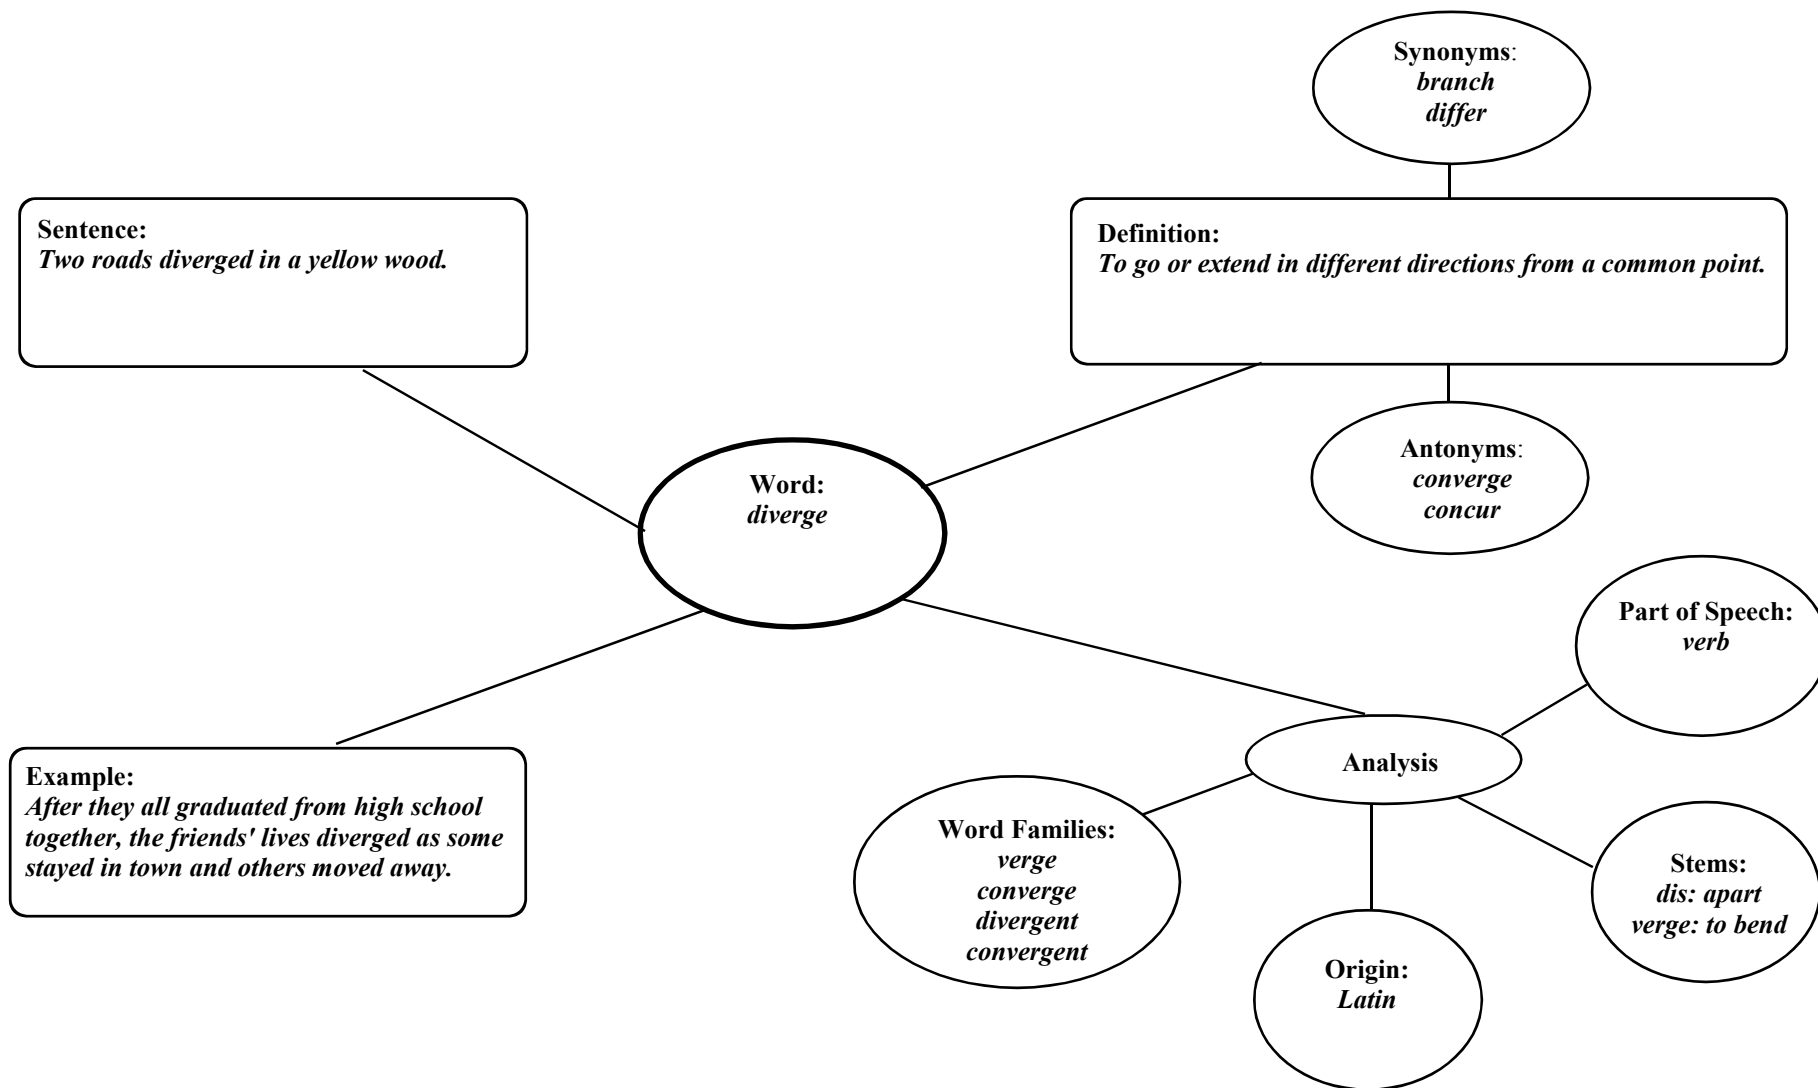 Synonyms:
branch
differ
Sentence:
Two roads diverged in a yellow wood.
Definition:
To go or extend in different directions from a common point.
Antonyms:
converge
concur
Word:
diverge
Part of Speech:
verb
Analysis
Example:
After they all graduated from high school
together, the friends' lives diverged as some
stayed in town and others moved away.
Word Families:
verge
converge
divergent
convergent
Stems:
dis: apart
verge: to bend
Origin:
Latin